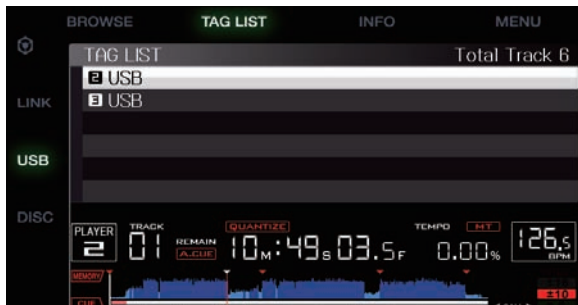 BROWSE TAG LIST INFO MENU
TAG LIST Total Track 6
2 USB
3 USB
LINK
USB
DISC
PLAYER 2
TRACK 01
REMAIN A.CUE
QUANTIZE
10M:49S03.5F
TEMPO MT
0.00%
126.5 BPM
MEMORY
CUE
±10